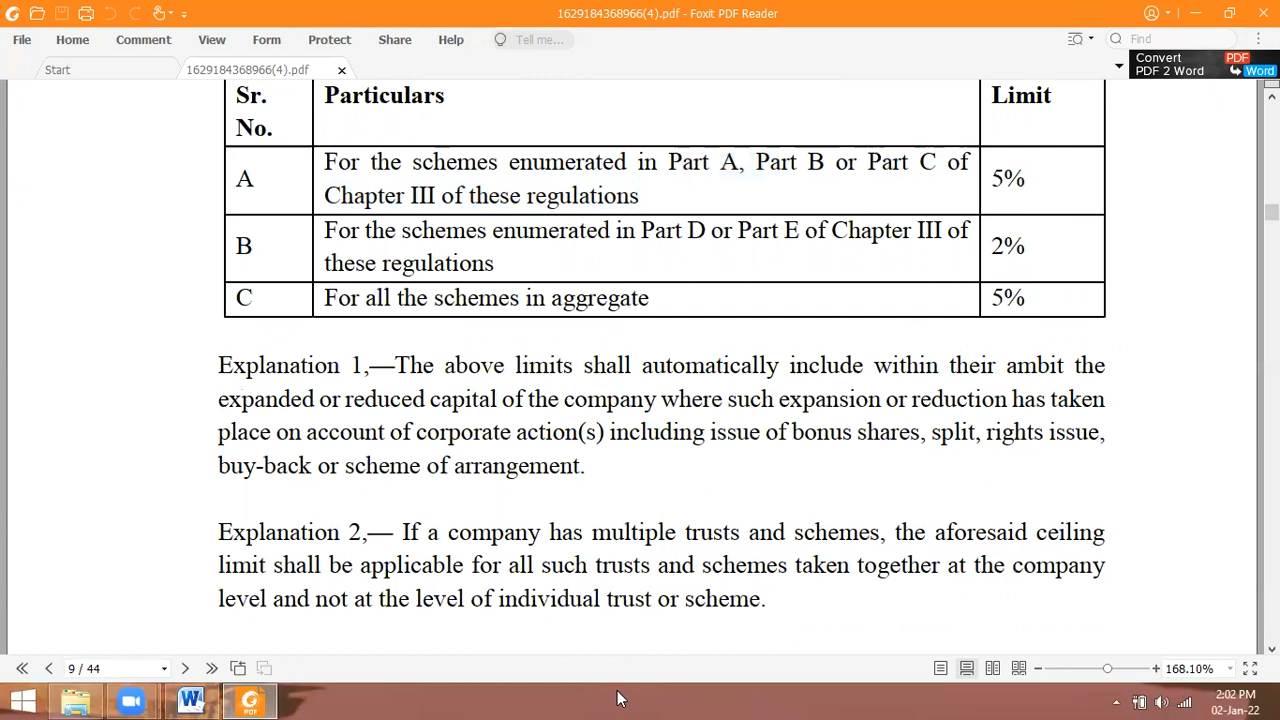 1629184368966(4).pdf - Foxit PDF Reader
File Home Comment View Form Protect Share Help Tell me... Find
Start 1629184368966(4).pdf
Convert PDF
PDF 2 Word Word
Sr. Particulars Limit
No.
For the schemes enumerated in Part A, Part B or Part C of
A 5%
Chapter III of these regulations
For the schemes enumerated in Part D or Part E of Chapter III of
B 2%
these regulations
C For all the schemes in aggregate 5%
Explanation 1,—The above limits shall automatically include within their ambit the
expanded or reduced capital of the company where such expansion or reduction has taken
place on account of corporate action(s) including issue of bonus shares, split, rights issue,
buy-back or scheme of arrangement.
Explanation 2,— If a company has multiple trusts and schemes, the aforesaid ceiling
limit shall be applicable for all such trusts and schemes taken together at the company
level and not at the level of individual trust or scheme.
9 / 44 168.10%
2:02 PM
02-Jan-22
W
PDF